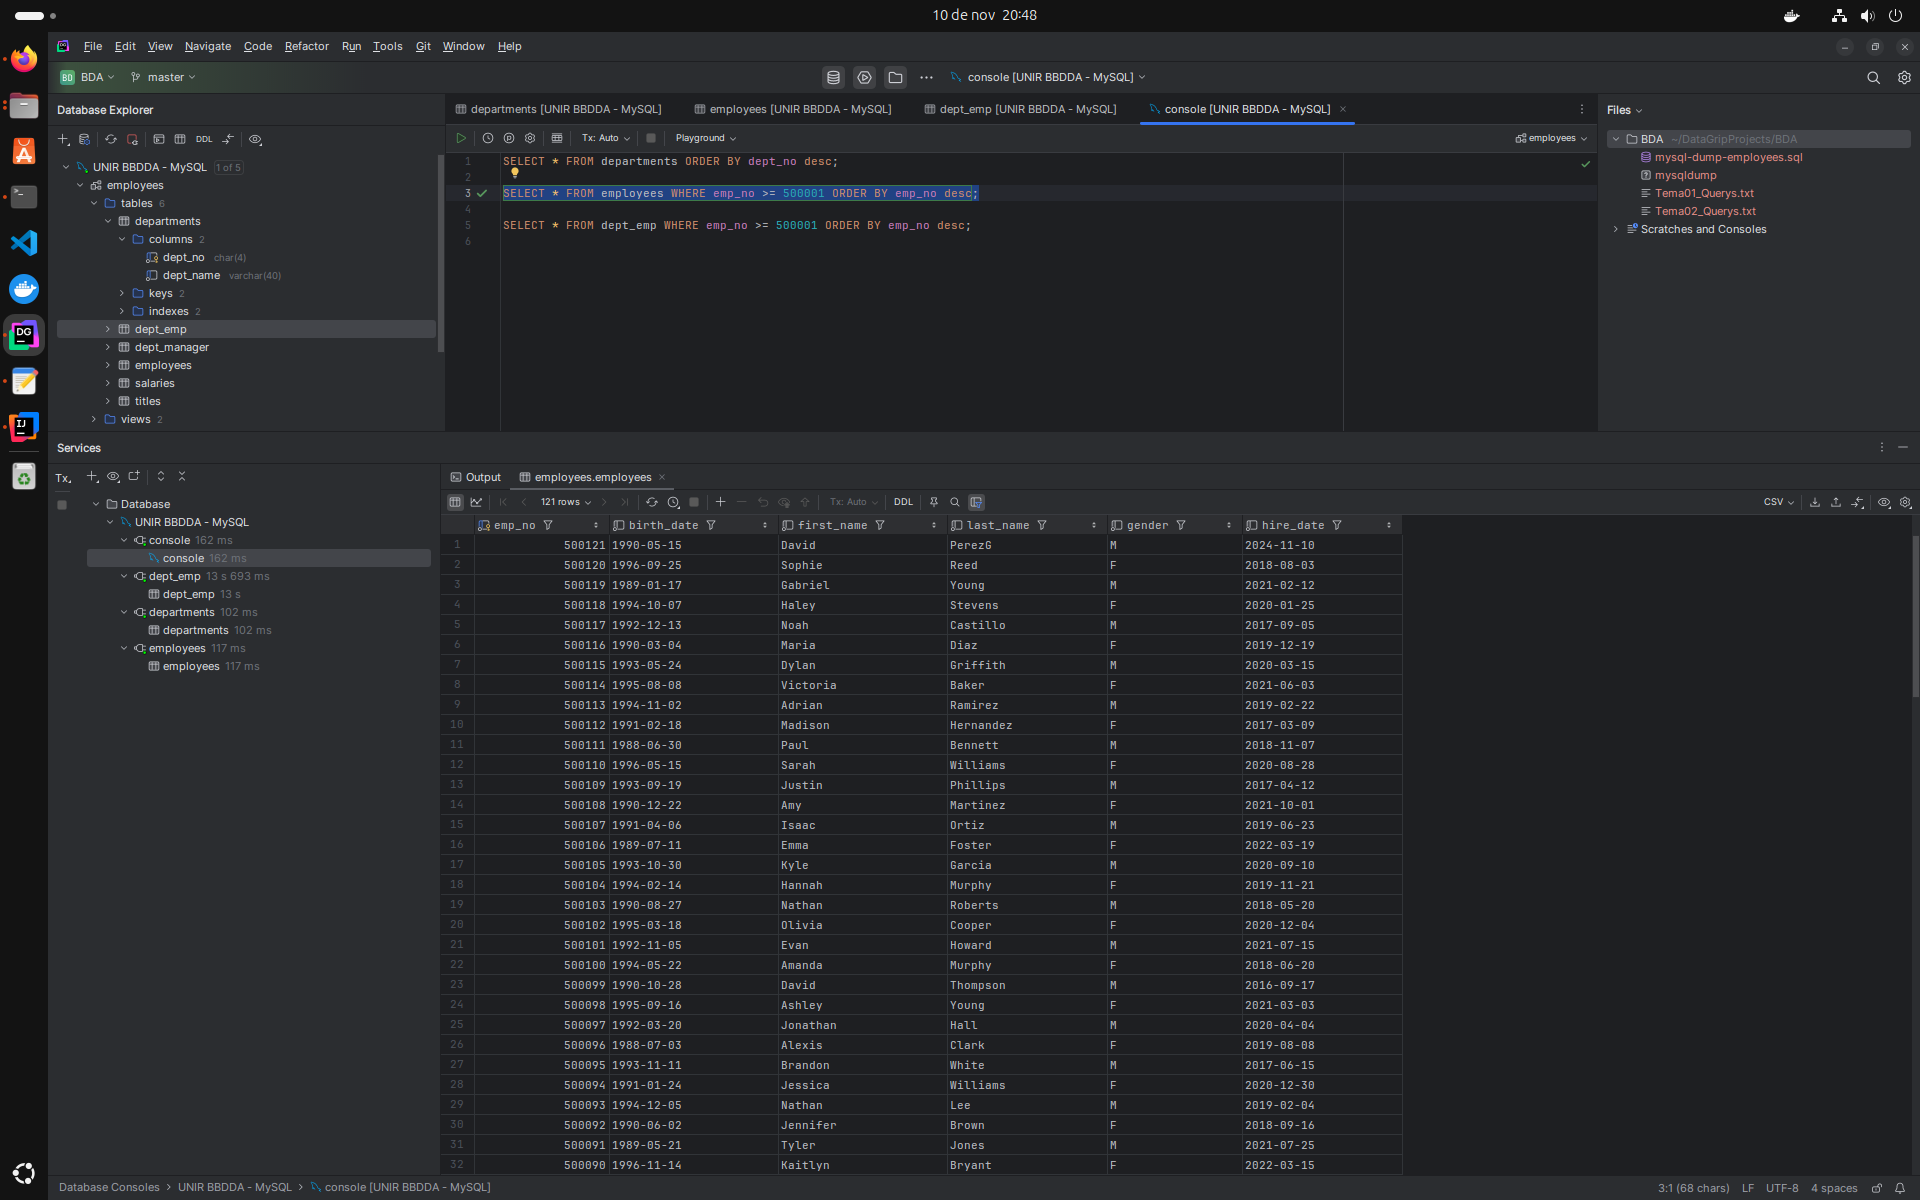 10 de nov 20:48
File Edit View Navigate Code Refactor Run Tools Git Window Help
BD BDA master console [UNIR BBDDA - MySQL]
Database Explorer
DDL
UNIR BBDDA - MySQL 1 of 5
employees
tables 6
departments
columns 2
dept_no char(4)
dept_name varchar(40)
keys 2
indexes 2
dept_emp
dept_manager
employees
salaries
titles
views 2
departments [UNIR BBDDA - MySQL] employees [UNIR BBDDA - MySQL] dept_emp [UNIR BBDDA - MySQL] console [UNIR BBDDA - MySQL]
Tx: Auto Playground employees
1 SELECT * FROM departments ORDER BY dept_no desc;
2
3 SELECT * FROM employees WHERE emp_no >= 500001 ORDER BY emp_no desc;
4
5 SELECT * FROM dept_emp WHERE emp_no >= 500001 ORDER BY emp_no desc;
6
Files
BDA ~/DataGripProjects/BDA
mysql-dump-employees.sql
mysqldump
Tema01_Querys.txt
Tema02_Querys.txt
Scratches and Consoles
DG
IJ
Services
Tx
Database
UNIR BBDDA - MySQL
console 162 ms
console 162 ms
dept_emp 13 s 693 ms
dept_emp 13 s
departments 102 ms
departments 102 ms
employees 117 ms
employees 117 ms
Output employees.employees
121 rows Tx: Auto DDL CSV
emp_no birth_date first_name last_name gender hire_date
1 500121 1990-05-15 David PerezG M 2024-11-10
2 500120 1996-09-25 Sophie Reed F 2018-08-03
3 500119 1989-01-17 Gabriel Young M 2021-02-12
4 500118 1994-10-07 Haley Stevens F 2020-01-25
5 500117 1992-12-13 Noah Castillo M 2017-09-05
6 500116 1990-03-04 Maria Diaz F 2019-12-19
7 500115 1993-05-24 Dylan Griffith M 2020-03-15
8 500114 1995-08-08 Victoria Baker F 2021-06-03
9 500113 1994-11-02 Adrian Ramirez M 2019-02-22
10 500112 1991-02-18 Madison Hernandez F 2017-03-09
11 500111 1988-06-30 Paul Bennett M 2018-11-07
12 500110 1996-05-15 Sarah Williams F 2020-08-28
13 500109 1993-09-19 Justin Phillips M 2017-04-12
14 500108 1990-12-22 Amy Martinez F 2021-10-01
15 500107 1991-04-06 Isaac Ortiz M 2019-06-23
16 500106 1989-07-11 Emma Foster F 2022-03-19
17 500105 1993-10-30 Kyle Garcia M 2020-09-10
18 500104 1994-02-14 Hannah Murphy F 2019-11-21
19 500103 1990-08-27 Nathan Roberts M 2018-05-20
20 500102 1995-03-18 Olivia Cooper F 2020-12-04
21 500101 1992-11-05 Evan Howard M 2021-07-15
22 500100 1994-05-22 Amanda Murphy F 2018-06-20
23 500099 1990-10-28 David Thompson M 2016-09-17
24 500098 1995-09-16 Ashley Young F 2021-03-03
25 500097 1992-03-20 Jonathan Hall M 2020-04-04
26 500096 1988-07-03 Alexis Clark F 2019-08-08
27 500095 1993-11-11 Brandon White M 2017-06-15
28 500094 1991-01-24 Jessica Williams F 2020-12-30
29 500093 1994-12-05 Nathan Lee M 2019-02-04
30 500092 1990-06-02 Jennifer Brown F 2018-09-16
31 500091 1989-05-21 Tyler Jones M 2021-07-25
32 500090 1996-11-14 Kaitlyn Bryant F 2022-03-15
Database Consoles > UNIR BBDDA - MySQL > console [UNIR BBDDA - MySQL]
3:1 (68 chars) LF UTF-8 4 spaces